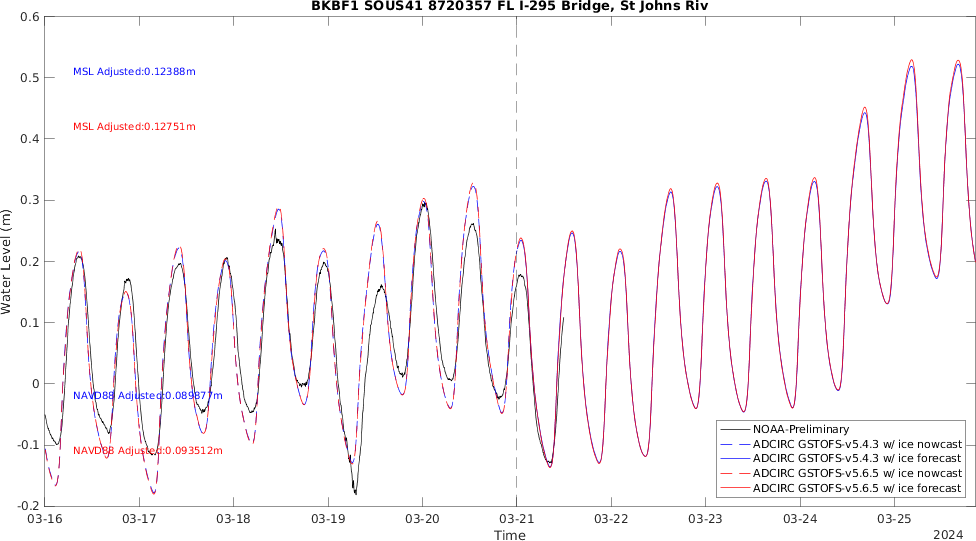 BKBF1 SOUS41 8720357 FL I-295 Bridge, St Johns Riv
0.6
0.5
0.4
0.3
0.2
0.1
0
-0.1
-0.2
Water Level (m)
MSL Adjusted:0.12388m
MSL Adjusted:0.12751m
NAVD88 Adjusted:0.089877m
NAVD88 Adjusted:0.093512m
NOAA-Preliminary
ADCIRC GSTOFS-v5.4.3 w/ ice nowcast
ADCIRC GSTOFS-v5.4.3 w/ ice forecast
ADCIRC GSTOFS-v5.6.5 w/ ice nowcast
ADCIRC GSTOFS-v5.6.5 w/ ice forecast
03-16 03-17 03-18 03-19 03-20 03-21 03-22 03-23 03-24 03-25
Time
2024